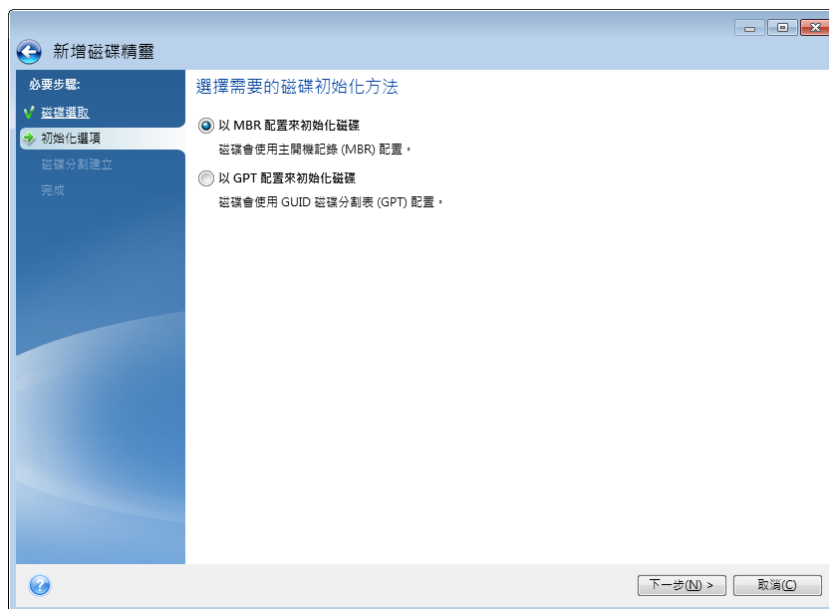 新增磁碟精靈
必要步驟:
磁碟選取
初始化選項
磁碟分割建立
完成
選擇需要的磁碟初始化方法
以 MBR 配置來初始化磁碟
磁碟會使用主開機記錄 (MBR) 配置。
以 GPT 配置來初始化磁碟
磁碟會使用 GUID 磁碟分割表 (GPT) 配置。
下一步(N) >
取消(C)